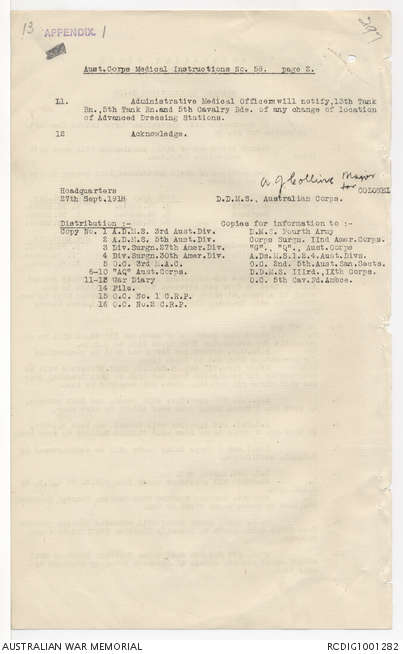 13 APPENDIX 1
297
Aust.Corps Medical Instructions No. 58. page 2.
11. Administrative Medical Officers will notify, 13th Tank
Bn., 5th Tank Bn. and 5th Cavalry Bde. of any change of location
of Advanced Dressing Stations.
12 Acknowledge.
A J Collins Major
for COLONEL
Headquarters
27th Sept. 1918 D.D.M.S., Australian Corps.
Distribution :- Copies for information to :-
Copy No. 1 A.D.M.S. 3rd Aust.Div. D.M.S. Fourth Army
2 A.D.M.S. 5th Aust.Div. Corps Surgn. IInd Amer.Corps.
3 Div.Surgn.27th Amer.Div. "G"., "Q"., Aust.Corps
4 Div.Surgn.30th Amer.Div. A.Ds.M.S.1.2.4.Aust.Divs.
5 O.C. 3rd M.A.C. O.C. 2nd. 5th.Aust.San.Sects.
6-10 "AQ" Aust.Corps. D.D.M.S. IIIrd., IXth Corps.
11-13 War Diary O.C. 5th Cav.Fd.Ambce.
14 File.
15 O.C. No. 1 C.R.P.
16 O.C. No.2 C.R.P.
AUSTRALIAN WAR MEMORIAL RCDIG1001282